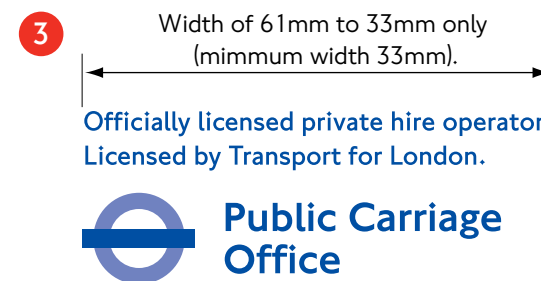 3
Width of 61mm to 33mm only
(mimmum width 33mm).
Officially licensed private hire operator
Licensed by Transport for London.
Public Carriage
Office